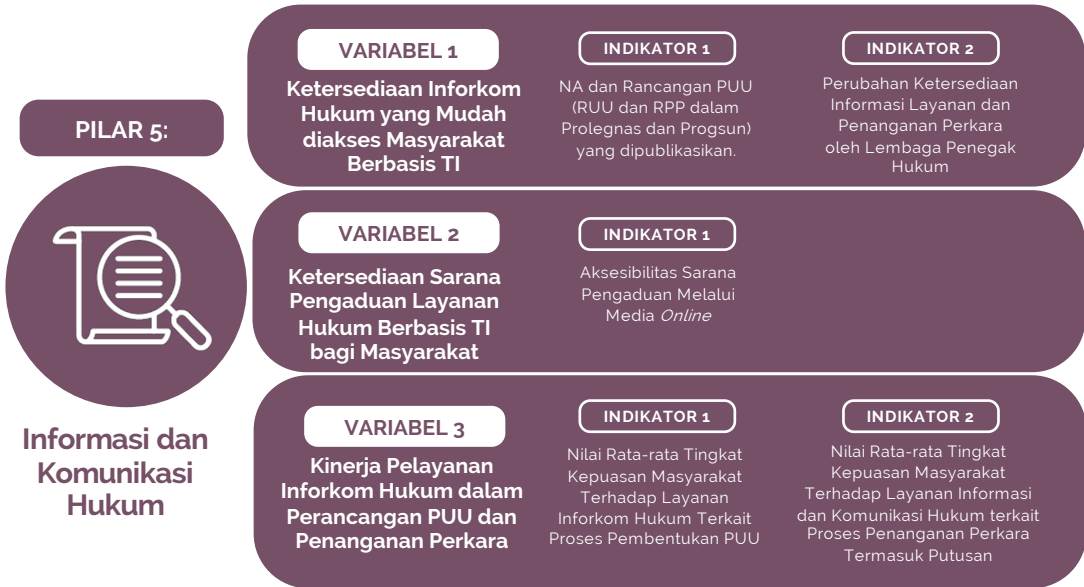 PILAR 5:
Informasi dan
Komunikasi
Hukum
VARIABEL 1
Ketersediaan Inforkom
Hukum yang Mudah
diakses Masyarakat
Berbasis TI
INDIKATOR 1
NA dan Rancangan PUU
(RUU dan RPP dalam
Prolegnas dan Progsun)
yang dipublikasikan.
INDIKATOR 2
Perubahan Ketersediaan
Informasi Layanan dan
Penanganan Perkara
oleh Lembaga Penegak
Hukum
VARIABEL 2
Ketersediaan Sarana
Pengaduan Layanan
Hukum Berbasis TI
bagi Masyarakat
INDIKATOR 1
Aksesibilitas Sarana
Pengaduan Melalui
Media Online
VARIABEL 3
Kinerja Pelayanan
Inforkom Hukum dalam
Perancangan PUU dan
Penanganan Perkara
INDIKATOR 1
Nilai Rata-rata Tingkat
Kepuasan Masyarakat
Terhadap Layanan
Inforkom Hukum Terkait
Proses Pembentukan PUU
INDIKATOR 2
Nilai Rata-rata Tingkat
Kepuasan Masyarakat
Terhadap Layanan Informasi
dan Komunikasi Hukum terkait
Proses Penanganan Perkara
Termasuk Putusan